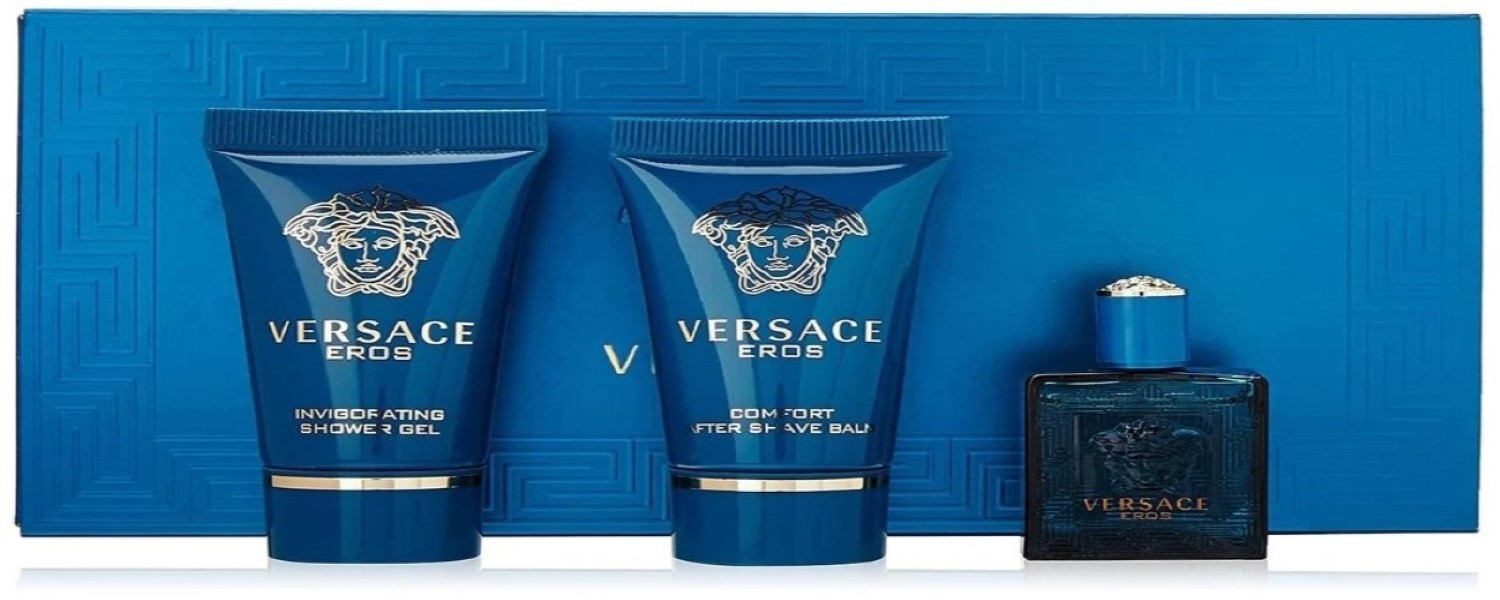 VERSACE
EROS
INVIGORATING
SHOWER GEL
V
VERSACE
EROS
COMFORT
AFTER SHAVE BALM
VERSACE
EROS